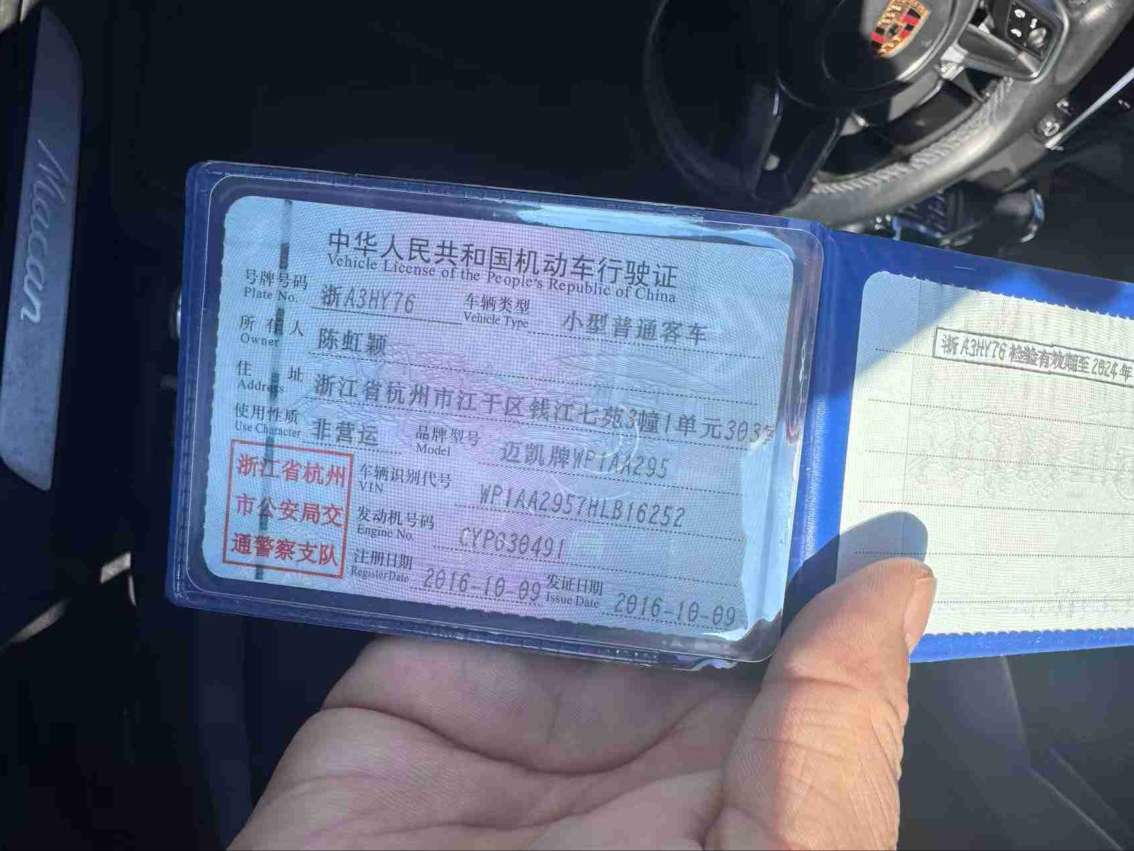 Macan
中华人民共和国机动车行驶证
Vehicle License of the People's Republic of China
号牌号码 浙A3HY76 车辆类型 小型普通客车
Plate No. Vehicle Type
所有人 陈虹颖
Owner
住址 浙江省杭州市江干区钱江七苑3幢1单元303室
Address
使用性质 非营运 品牌型号 迈凯牌WP1AA295
Use Character Model
浙江省杭州
市公安局交
通警察支队
车辆识别代号 WP1AA2957HLB16252
VIN
发动机号码 CYP030491
Engine No.
注册日期 2016-10-09 发证日期 2016-10-09
Register Date Issue Date
浙A3HY76 检验有效期至2024年